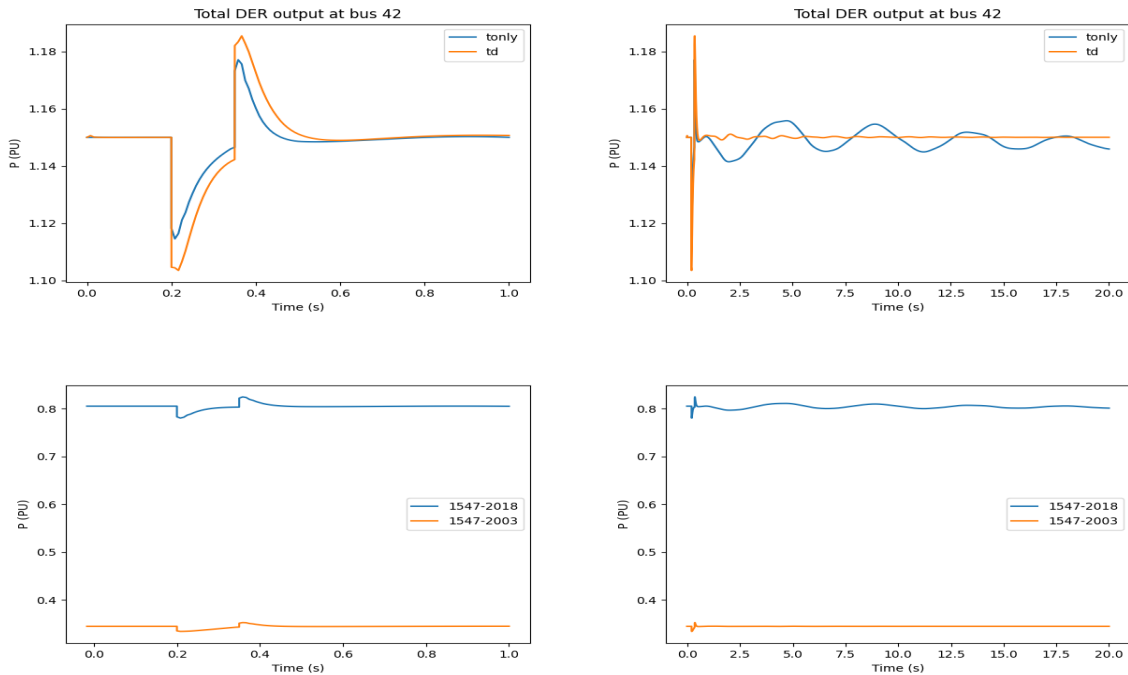 Total DER output at bus 42
1.18
1.16
1.14
1.12
1.10
P (PU)
tonly
td
0.0 0.2 0.4 0.6 0.8 1.0
Time (s)
Total DER output at bus 42
1.18
1.16
1.14
1.12
1.10
P (PU)
tonly
td
0.0 2.5 5.0 7.5 10.0 12.5 15.0 17.5 20.0
Time (s)
0.8
0.7
0.6
0.5
0.4
P (PU)
1547-2018
1547-2003
0.0 0.2 0.4 0.6 0.8 1.0
Time (s)
0.8
0.7
0.6
0.5
0.4
P (PU)
1547-2018
1547-2003
0.0 2.5 5.0 7.5 10.0 12.5 15.0 17.5 20.0
Time (s)